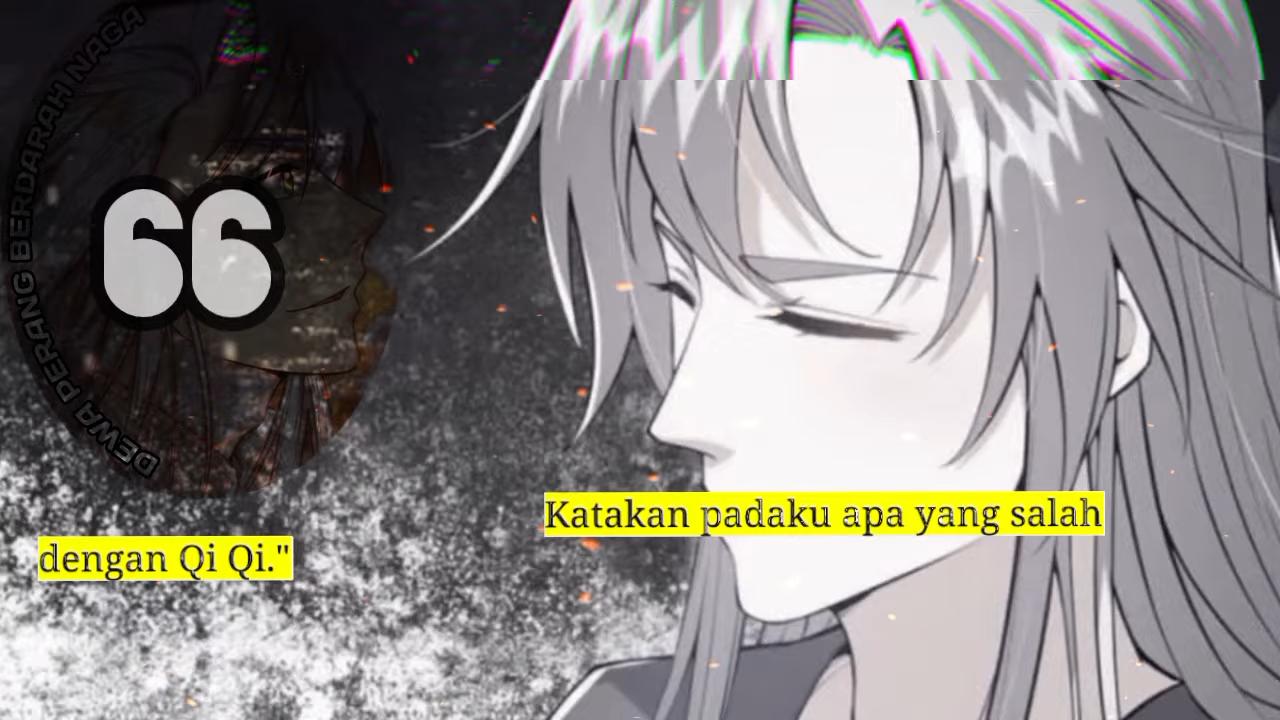 DEWA PERANG BERDARAH NAGA
66
Katakan padaku apa yang salah
dengan Qi Qi."